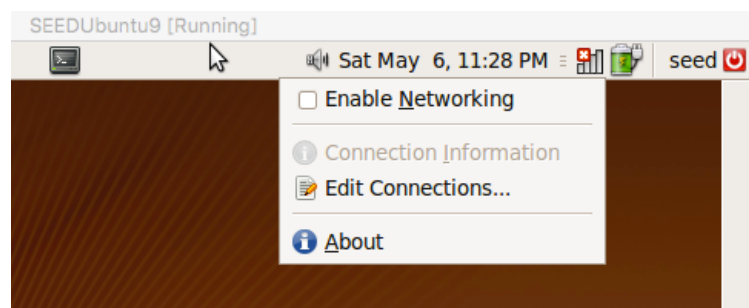 SEEDUbuntu9 [Running]
Sat May 6, 11:28 PM seed
Enable Networking
Connection Information
Edit Connections...
About